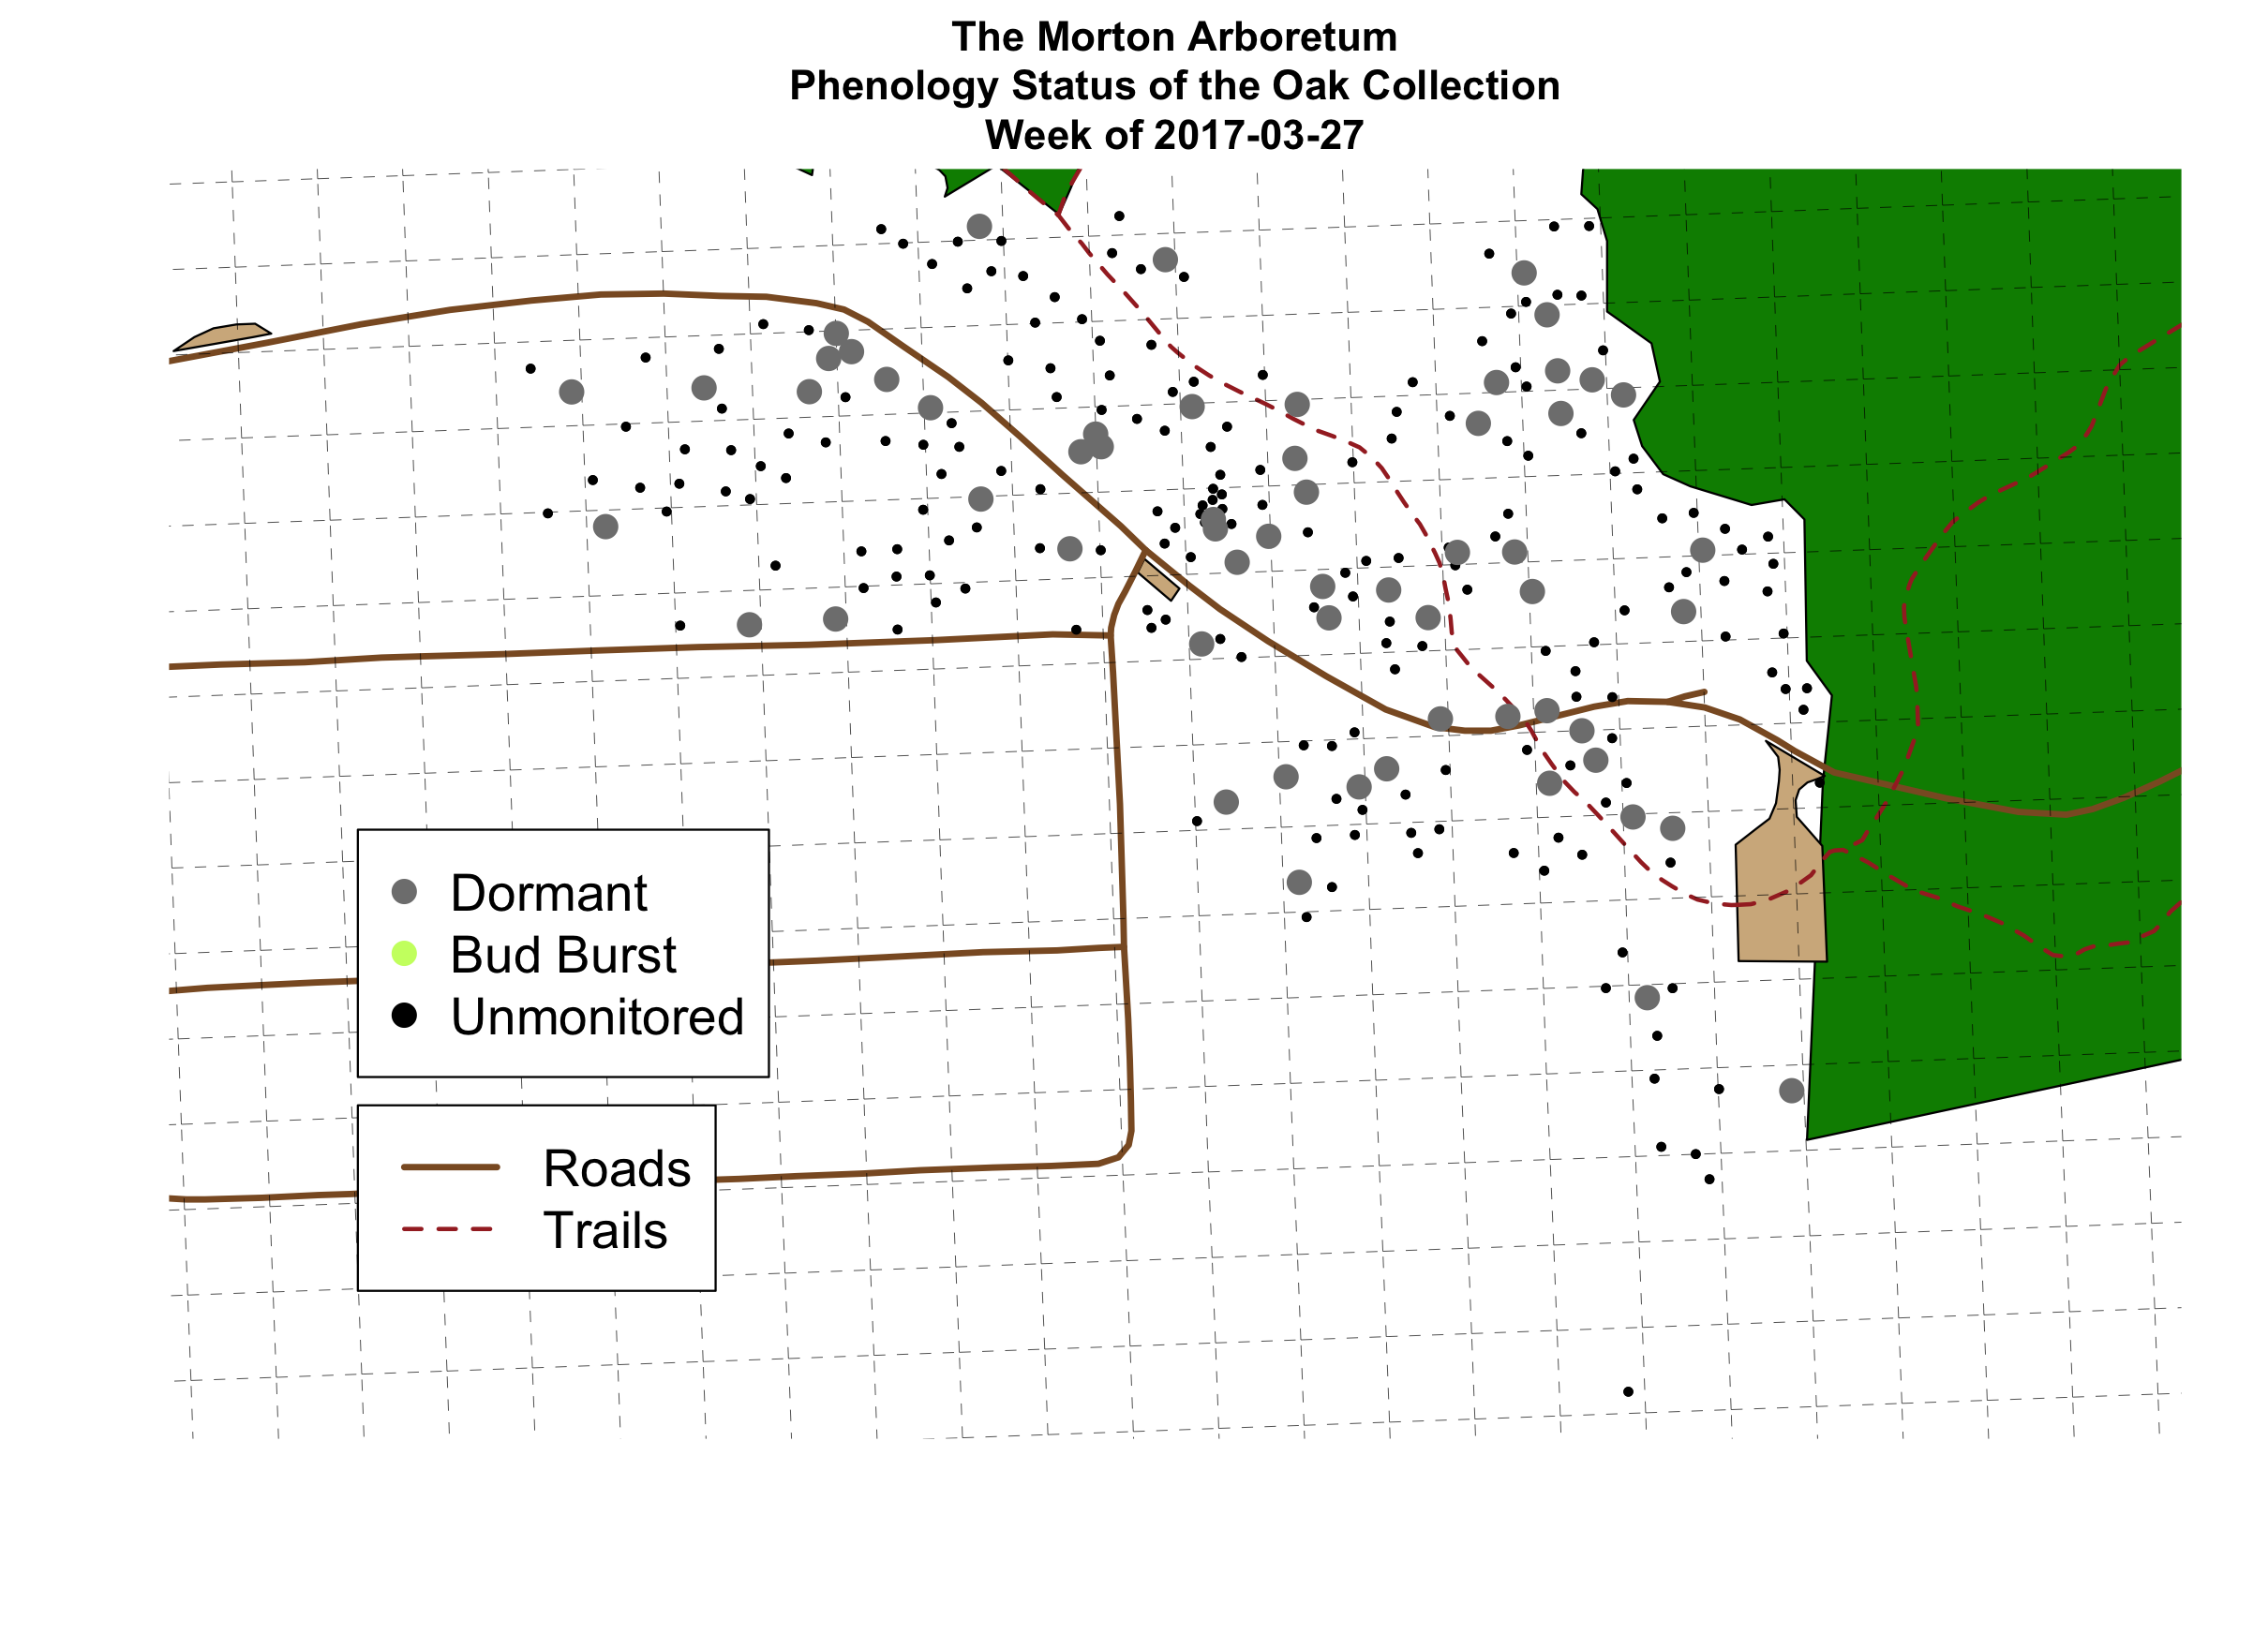 The Morton Arboretum
Phenology Status of the Oak Collection
Week of 2017-03-27
Dormant
Bud Burst
Unmonitored
Roads
Trails